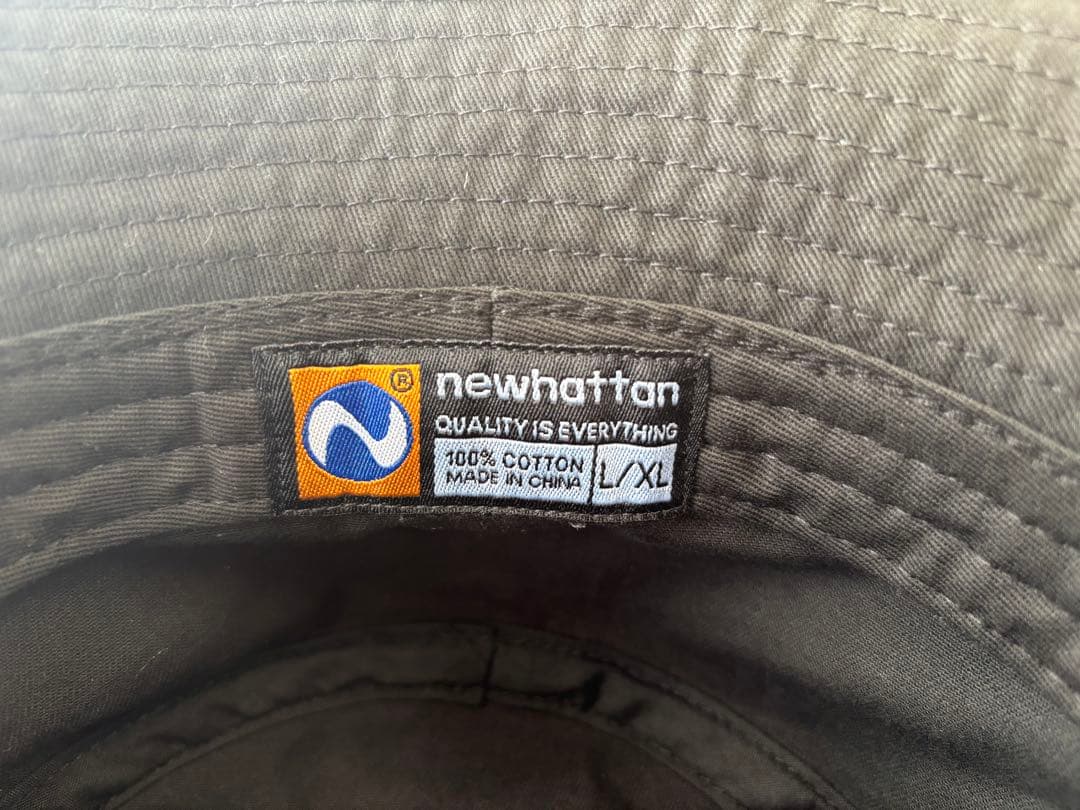 ®
newhattan
QUALITY IS EVERYTHING
100% COTTON
MADE IN CHINA
L/XL